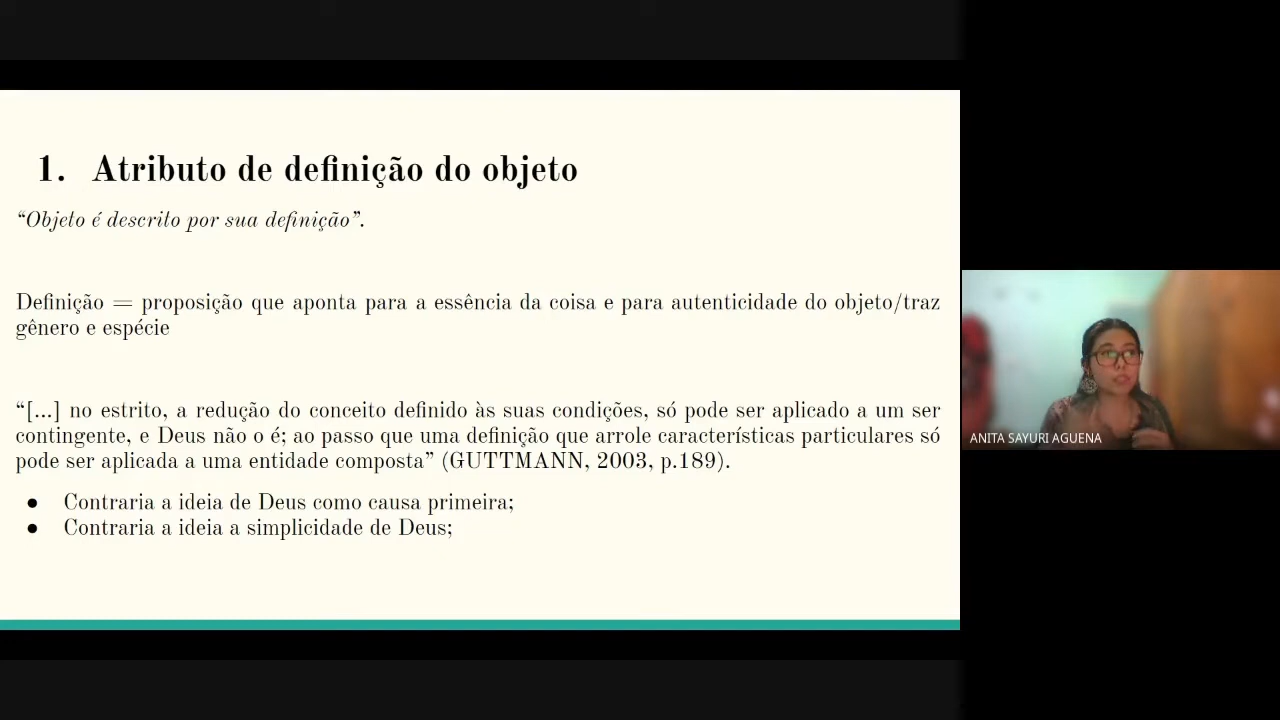 1. Atributo de definição do objeto
“Objeto é descrito por sua definição”.
Definição = proposição que aponta para a essência da coisa e para autenticidade do objeto/traz
gênero e espécie
“[...] no estrito, a redução do conceito definido às suas condições, só pode ser aplicado a um ser
contingente, e Deus não o é; ao passo que uma definição que arrole características particulares só
pode ser aplicada a uma entidade composta” (GUTTMANN, 2003, p.189).
● Contraria a ideia de Deus como causa primeira;
● Contraria a ideia a simplicidade de Deus;
ANITA SAYURI AGUENA